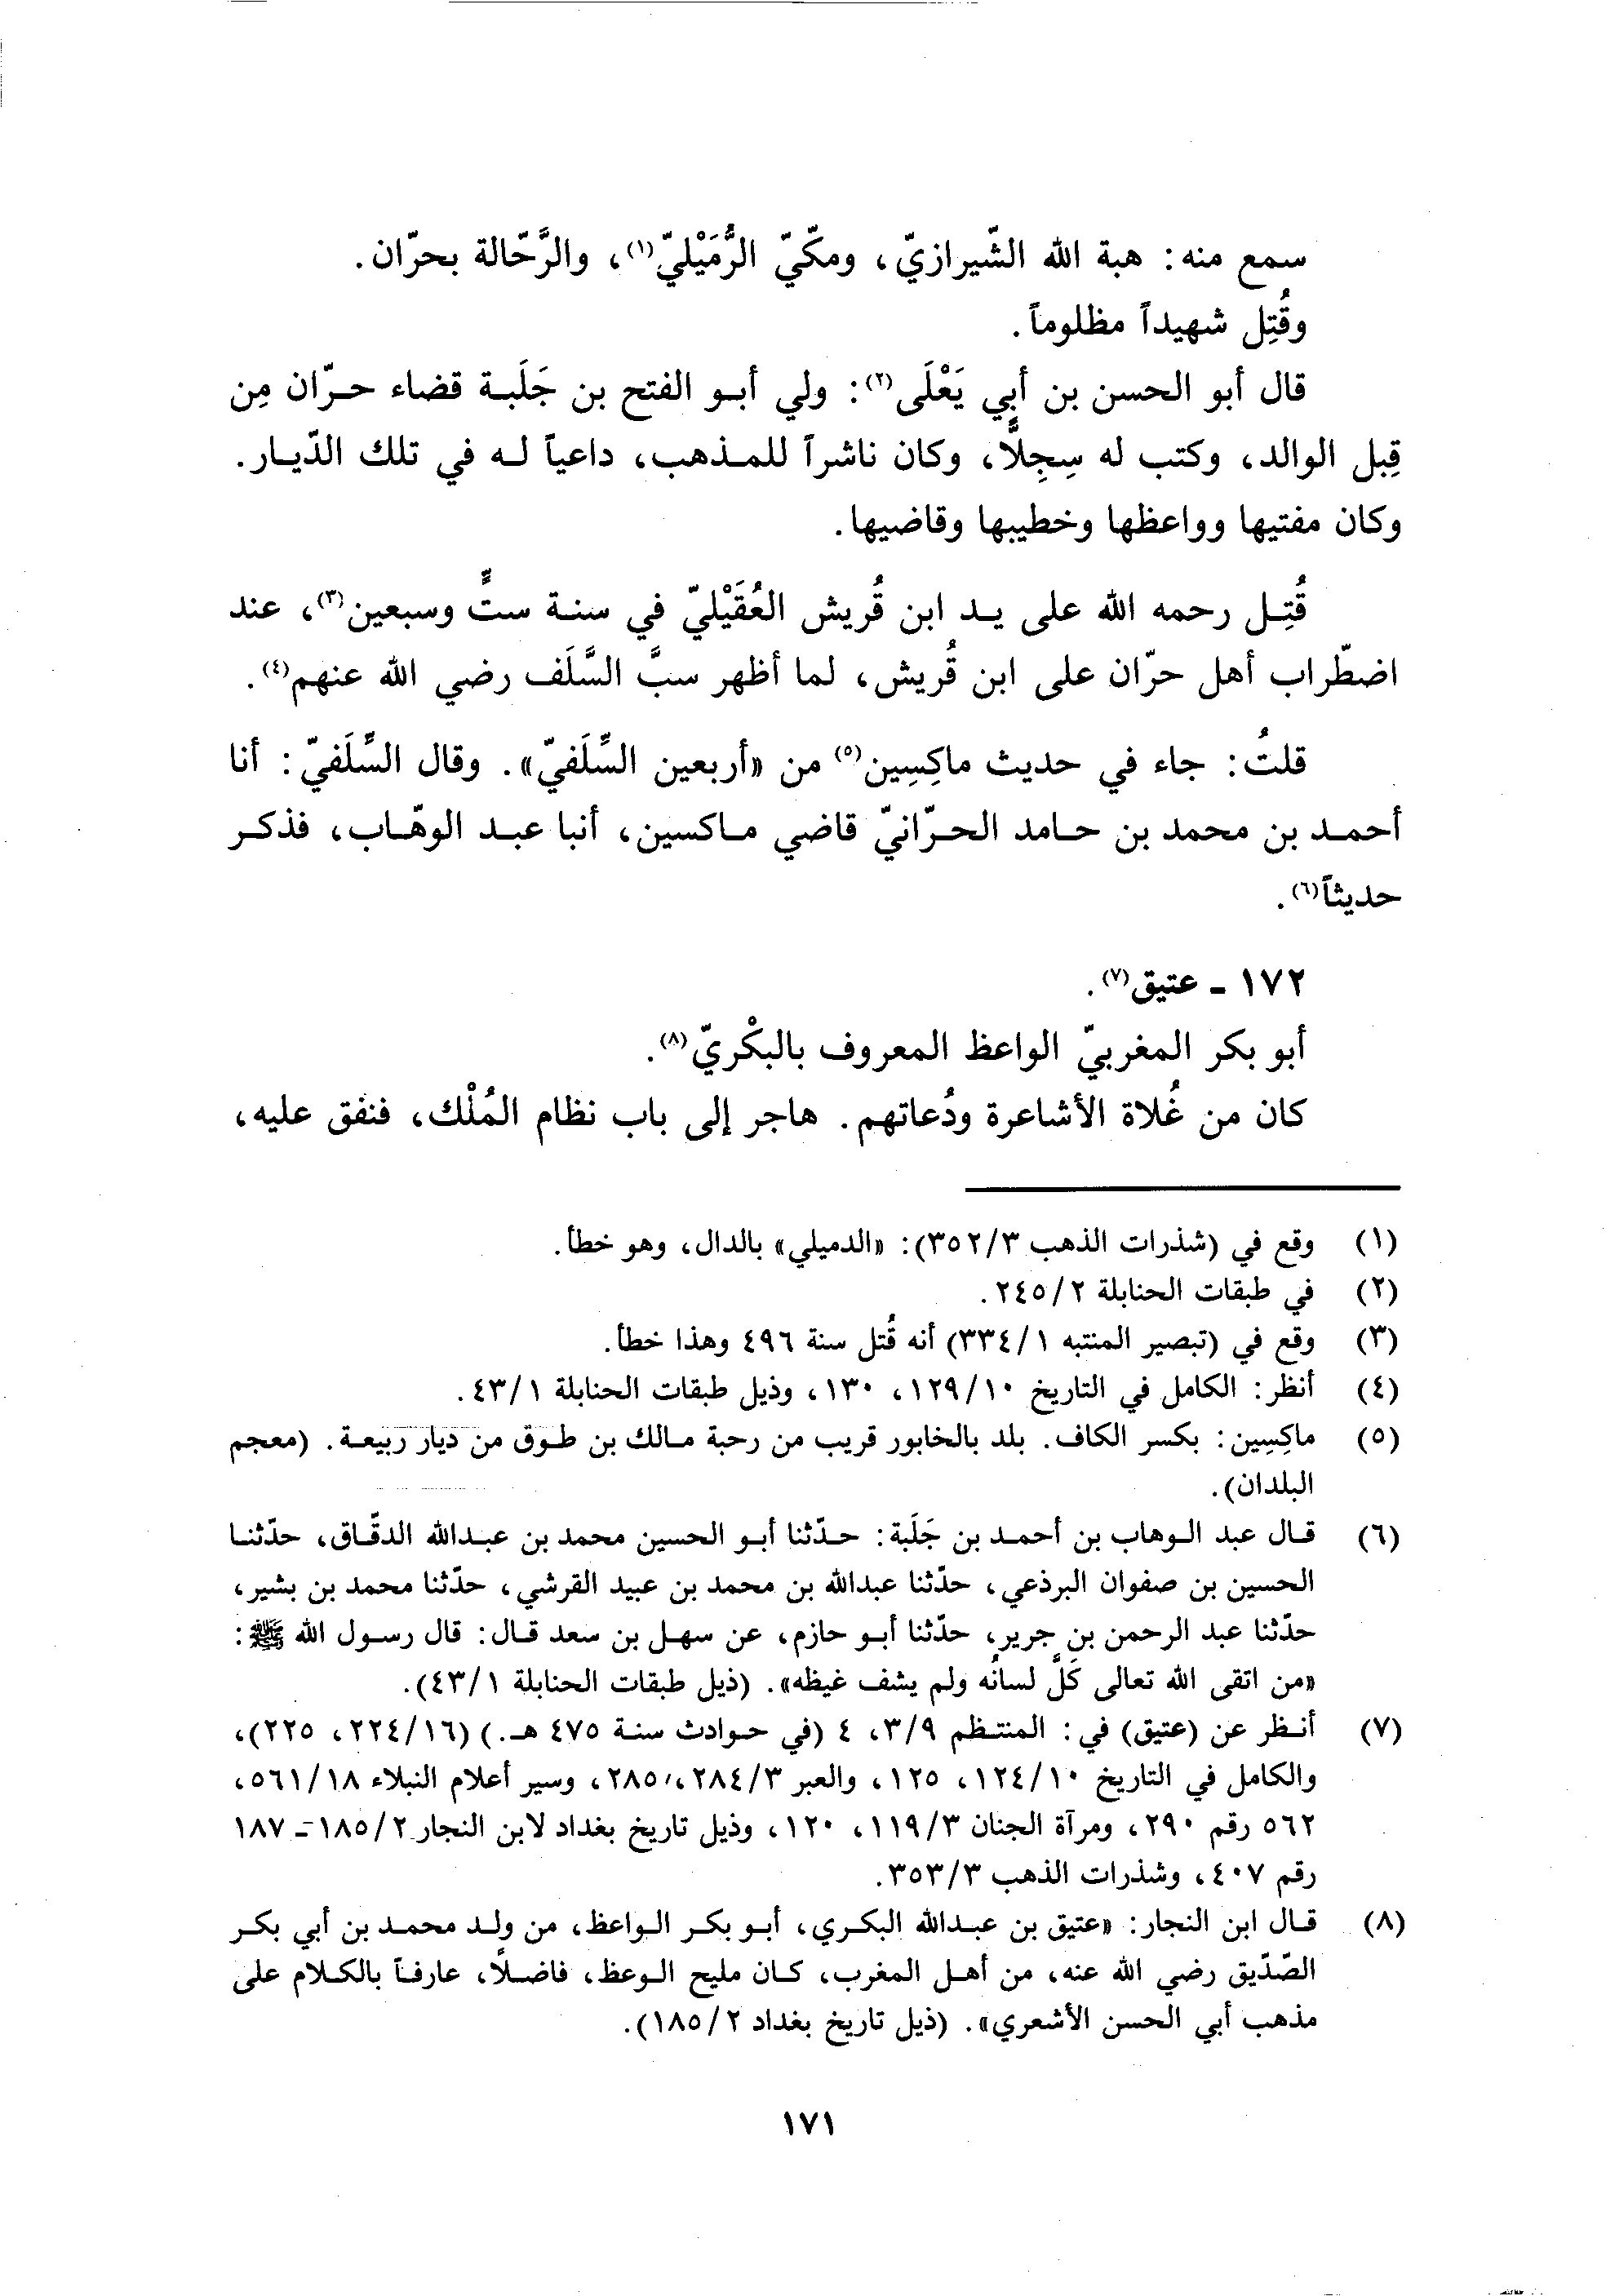 سمع منه: هبة الله الشّيرازيّ، ومكّيّ الرُّمَيْليّ(١)، والرَّحّالة بحرّان.
وقُتِل شهيداً مظلوماً.
قال أبو الحسن بن أبي يَعْلَى(٢): ولي أبو الفتح بن جَلَبة قضاء حرّان مِن
قِبل الوالد، وكتب له سِجِلاًّ، وكان ناشراً للمذهب، داعياً له في تلك الدّيار.
وكان مفتيها وواعظها وخطيبها وقاضيها.
قُتِل رحمه الله على يد ابن قُريش العُقَيْليّ في سنة ستٍّ وسبعين(٣)، عند
اضطّراب أهل حرّان على ابن قُريش، لما أظهر سبَّ السَّلَف رضي الله عنهم(٤).
قلتُ: جاء في حديث ماكِسِين(٥) من «أربعين السِّلَفيّ». وقال السِّلَفيّ: أنا
أحمد بن محمد بن حامد الحرّانيّ قاضي ماكسين، أنبا عبد الوهّاب، فذكر
حديثاً(٦).
١٧٢ - عتيق(٧).
أبو بكر المغربيّ الواعظ المعروف بالبكْريّ(٨).
كان من غُلاة الأشاعرة ودُعاتهم. هاجر إلى باب نظام المُلْك، فنفق عليه،
(١) وقع في (شذرات الذهب ٣/٣٥٢): «الدميلي» بالدال، وهو خطأ.
(٢) في طبقات الحنابلة ٢/٢٤٥.
(٣) وقع في (تبصير المنتبه ١/٣٣٤) أنه قُتل سنة ٤٩٦ وهذا خطأ.
(٤) أنظر: الكامل في التاريخ ١٠/١٢٩، ١٣٠، وذيل طبقات الحنابلة ١/٤٣.
(٥) ماكِسِين: بكسر الكاف. بلد بالخابور قريب من رحبة مالك بن طوق من ديار ربيعة. (معجم
البلدان).
(٦) قال عبد الوهاب بن أحمد بن جَلَبة: حدّثنا أبو الحسين محمد بن عبدالله الدقّاق، حدّثنا
الحسين بن صفوان البرذعي، حدّثنا عبدالله بن محمد بن عبيد القرشي، حدّثنا محمد بن بشير،
حدّثنا عبد الرحمن بن جرير، حدّثنا أبو حازم، عن سهل بن سعد قال: قال رسول الله ﷺ:
«من اتقى الله تعالى كَلَّ لسانُه ولم يشف غيظه». (ذيل طبقات الحنابلة ١/٤٣).
(٧) أنظر عن (عتيق) في: المنتظم ٩/٣، ٤ (في حوادث سنة ٤٧٥ هـ.) (١٦/٢٢٤، ٢٢٥)،
والكامل في التاريخ ١٠/١٢٤، ١٢٥، والعبر ٣/٢٨٤، ٢٨٥، وسير أعلام النبلاء ١٨/٥٦١،
٥٦٢ رقم ٢٩٠، ومرآة الجنان ٣/١١٩، ١٢٠، وذيل تاريخ بغداد لابن النجار ٢/١٨٥ - ١٨٧
رقم ٤٠٧، وشذرات الذهب ٣/٣٥٣.
(٨) قال ابن النجار: «عتيق بن عبدالله البكري، أبو بكر الواعظ، من ولد محمد بن أبي بكر
الصّدّيق رضي الله عنه، من أهل المغرب، كان مليح الوعظ، فاضلاً، عارفاً بالكلام على
مذهب أبي الحسن الأشعري». (ذيل تاريخ بغداد ٢/١٨٥).
١٧١